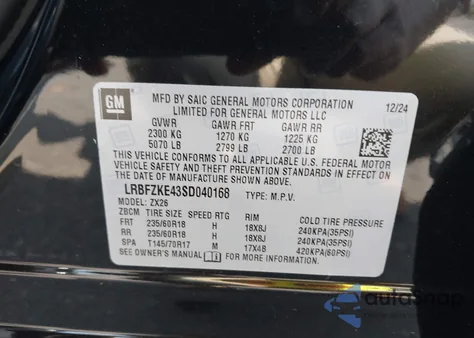 GM
MFD BY SAIC GENERAL MOTORS CORPORATION 12/24
LIMITED FOR GENERAL MOTORS LLC
GVWR GAWR FRT GAWR RR
2300 KG 1270 KG 1225 KG
5070 LB 2799 LB 2700 LB
THIS VEHICLE CONFORMS TO ALL APPLICABLE U.S. FEDERAL MOTOR
VEHICLE SAFETY AND THEFT PREVENTION STANDARDS IN EFFECT ON
THE DATE OF MANUFACTURE SHOWN ABOVE.
LRBFZKE43SD040168 TYPE: M.P.V.
MODEL: ZX26
ZBCM TIRE SIZE SPEED RTG RIM COLD TIRE PRESSURE
FRT 235/60R18 H 18X8J 240KPA(35PSI)
RR 235/60R18 H 18X8J 240KPA(35PSI)
SPA T145/70R17 M 17X4B 420KPA(60PSI)
SEE OWNER'S MANUAL FOR MORE INFORMATION.
autoSnap